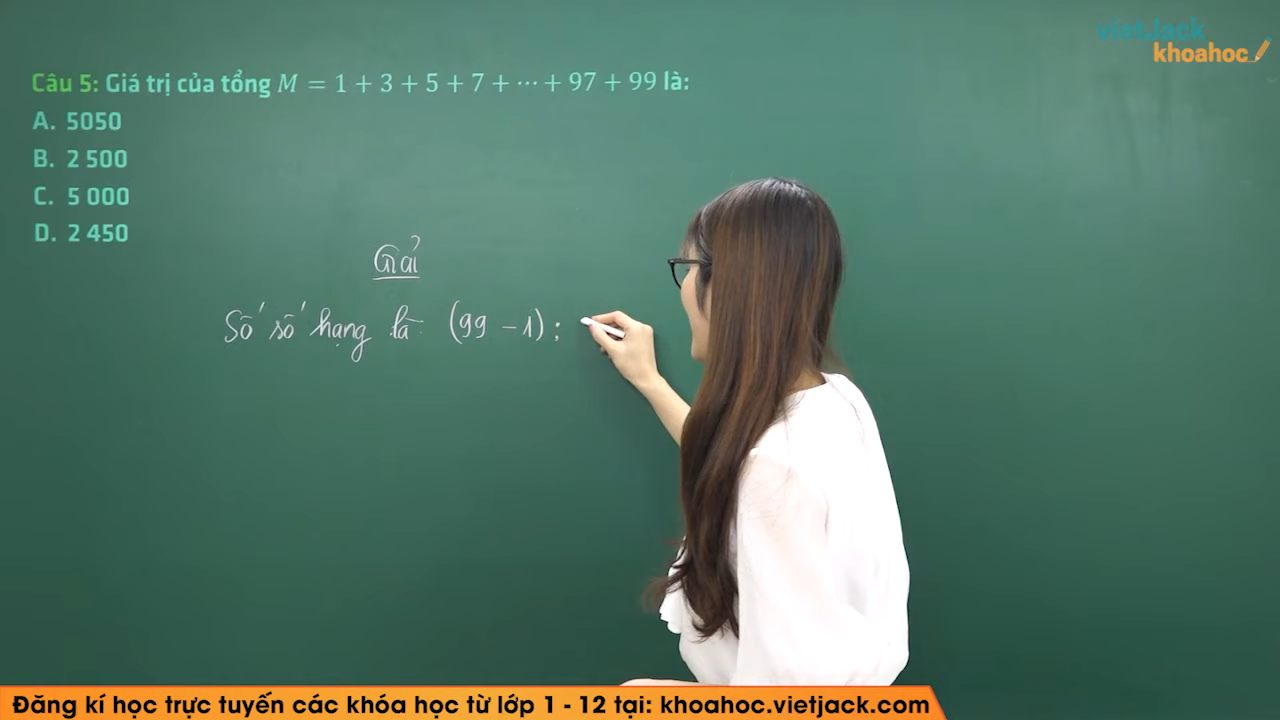 vietJack
khoahoc
Câu 5: Giá trị của tổng M = 1 + 3 + 5 + 7 + ⋯ + 97 + 99 là:
A. 5050
B. 2 500
C. 5 000
D. 2 450
Giải
Số số hạng là: (99 - 1) :
Đăng kí học trực tuyến các khóa học từ lớp 1 - 12 tại: khoahoc.vietjack.com